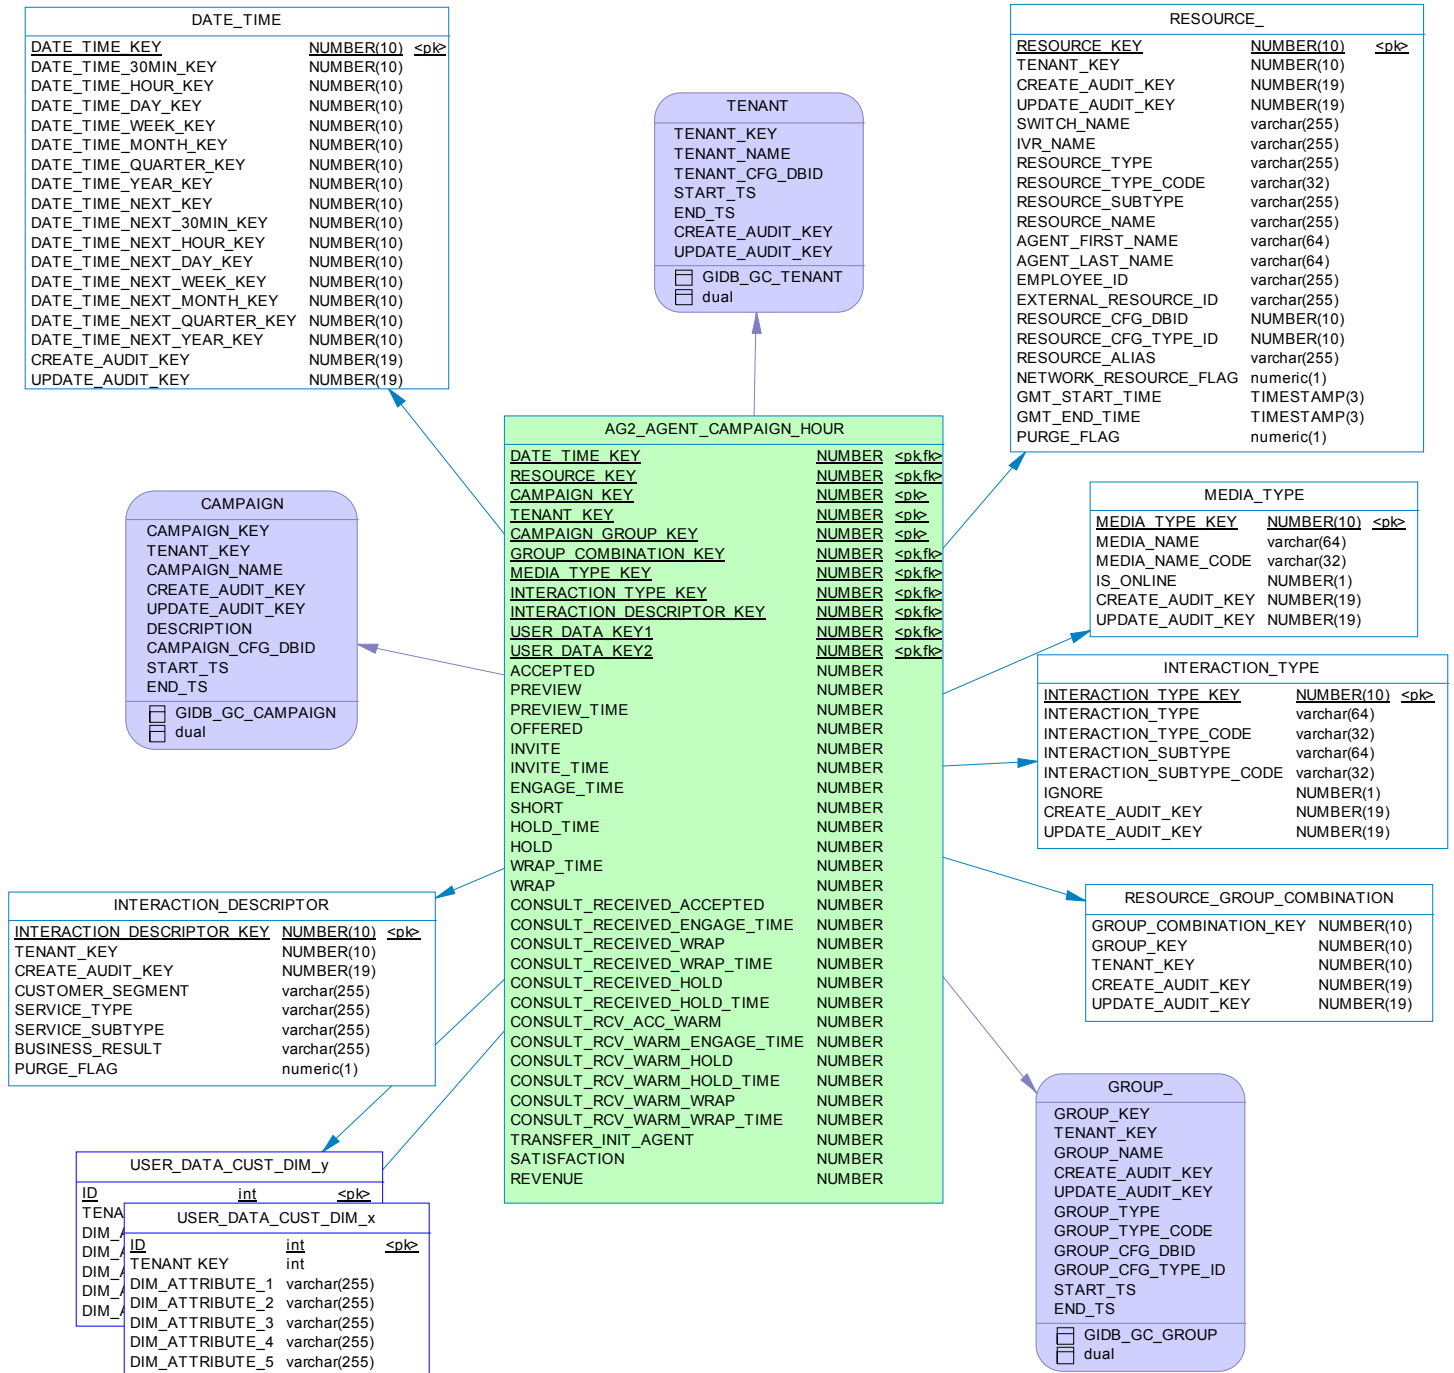 DATE_TIME
DATE_TIME_KEY NUMBER(10) <pk>
DATE_TIME_30MIN_KEY NUMBER(10)
DATE_TIME_HOUR_KEY NUMBER(10)
DATE_TIME_DAY_KEY NUMBER(10)
DATE_TIME_WEEK_KEY NUMBER(10)
DATE_TIME_MONTH_KEY NUMBER(10)
DATE_TIME_QUARTER_KEY NUMBER(10)
DATE_TIME_YEAR_KEY NUMBER(10)
DATE_TIME_NEXT_KEY NUMBER(10)
DATE_TIME_NEXT_30MIN_KEY NUMBER(10)
DATE_TIME_NEXT_HOUR_KEY NUMBER(10)
DATE_TIME_NEXT_DAY_KEY NUMBER(10)
DATE_TIME_NEXT_WEEK_KEY NUMBER(10)
DATE_TIME_NEXT_MONTH_KEY NUMBER(10)
DATE_TIME_NEXT_QUARTER_KEY NUMBER(10)
DATE_TIME_NEXT_YEAR_KEY NUMBER(10)
CREATE_AUDIT_KEY NUMBER(19)
UPDATE_AUDIT_KEY NUMBER(19)
TENANT
TENANT_KEY
TENANT_NAME
TENANT_CFG_DBID
START_TS
END_TS
CREATE_AUDIT_KEY
UPDATE_AUDIT_KEY
GIDB_GC_TENANT
dual
RESOURCE_
RESOURCE_KEY NUMBER(10) <pk>
TENANT_KEY NUMBER(10)
CREATE_AUDIT_KEY NUMBER(19)
UPDATE_AUDIT_KEY NUMBER(19)
SWITCH_NAME varchar(255)
IVR_NAME varchar(255)
RESOURCE_TYPE varchar(255)
RESOURCE_TYPE_CODE varchar(32)
RESOURCE_SUBTYPE varchar(255)
RESOURCE_NAME varchar(255)
AGENT_FIRST_NAME varchar(64)
AGENT_LAST_NAME varchar(64)
EMPLOYEE_ID varchar(255)
EXTERNAL_RESOURCE_ID varchar(255)
RESOURCE_CFG_DBID NUMBER(10)
RESOURCE_CFG_TYPE_ID NUMBER(10)
RESOURCE_ALIAS varchar(255)
NETWORK_RESOURCE_FLAG numeric(1)
GMT_START_TIME TIMESTAMP(3)
GMT_END_TIME TIMESTAMP(3)
PURGE_FLAG numeric(1)
CAMPAIGN
CAMPAIGN_KEY
TENANT_KEY
CAMPAIGN_NAME
CREATE_AUDIT_KEY
UPDATE_AUDIT_KEY
DESCRIPTION
CAMPAIGN_CFG_DBID
START_TS
END_TS
GIDB_GC_CAMPAIGN
dual
AG2_AGENT_CAMPAIGN_HOUR
DATE_TIME_KEY NUMBER <pk,fk>
RESOURCE_KEY NUMBER <pk,fk>
CAMPAIGN_KEY NUMBER <pk>
TENANT_KEY NUMBER <pk>
CAMPAIGN_GROUP_KEY NUMBER <pk>
GROUP_COMBINATION_KEY NUMBER <pk,fk>
MEDIA_TYPE_KEY NUMBER <pk,fk>
INTERACTION_TYPE_KEY NUMBER <pk,fk>
INTERACTION_DESCRIPTOR_KEY NUMBER <pk,fk>
USER_DATA_KEY1 NUMBER <pk,fk>
USER_DATA_KEY2 NUMBER <pk,fk>
ACCEPTED NUMBER
PREVIEW NUMBER
PREVIEW_TIME NUMBER
OFFERED NUMBER
INVITE NUMBER
INVITE_TIME NUMBER
ENGAGE_TIME NUMBER
SHORT NUMBER
HOLD_TIME NUMBER
HOLD NUMBER
WRAP_TIME NUMBER
WRAP NUMBER
CONSULT_RECEIVED_ACCEPTED NUMBER
CONSULT_RECEIVED_ENGAGE_TIME NUMBER
CONSULT_RECEIVED_WRAP NUMBER
CONSULT_RECEIVED_WRAP_TIME NUMBER
CONSULT_RECEIVED_HOLD NUMBER
CONSULT_RECEIVED_HOLD_TIME NUMBER
CONSULT_RCV_ACC_WARM NUMBER
CONSULT_RCV_WARM_ENGAGE_TIME NUMBER
CONSULT_RCV_WARM_HOLD NUMBER
CONSULT_RCV_WARM_HOLD_TIME NUMBER
CONSULT_RCV_WARM_WRAP NUMBER
CONSULT_RCV_WARM_WRAP_TIME NUMBER
TRANSFER_INIT_AGENT NUMBER
SATISFACTION NUMBER
REVENUE NUMBER
MEDIA_TYPE
MEDIA_TYPE_KEY NUMBER(10) <pk>
MEDIA_NAME varchar(64)
MEDIA_NAME_CODE varchar(32)
IS_ONLINE NUMBER(1)
CREATE_AUDIT_KEY NUMBER(19)
UPDATE_AUDIT_KEY NUMBER(19)
INTERACTION_TYPE
INTERACTION_TYPE_KEY NUMBER(10) <pk>
INTERACTION_TYPE varchar(64)
INTERACTION_TYPE_CODE varchar(32)
INTERACTION_SUBTYPE varchar(64)
INTERACTION_SUBTYPE_CODE varchar(32)
IGNORE NUMBER(1)
CREATE_AUDIT_KEY NUMBER(19)
UPDATE_AUDIT_KEY NUMBER(19)
INTERACTION_DESCRIPTOR
INTERACTION_DESCRIPTOR_KEY NUMBER(10) <pk>
TENANT_KEY NUMBER(10)
CREATE_AUDIT_KEY NUMBER(19)
CUSTOMER_SEGMENT varchar(255)
SERVICE_TYPE varchar(255)
SERVICE_SUBTYPE varchar(255)
BUSINESS_RESULT varchar(255)
PURGE_FLAG numeric(1)
RESOURCE_GROUP_COMBINATION
GROUP_COMBINATION_KEY NUMBER(10)
GROUP_KEY NUMBER(10)
TENANT_KEY NUMBER(10)
CREATE_AUDIT_KEY NUMBER(19)
UPDATE_AUDIT_KEY NUMBER(19)
GROUP_
GROUP_KEY
TENANT_KEY
GROUP_NAME
CREATE_AUDIT_KEY
UPDATE_AUDIT_KEY
GROUP_TYPE
GROUP_TYPE_CODE
GROUP_CFG_DBID
GROUP_CFG_TYPE_ID
START_TS
END_TS
GIDB_GC_GROUP
dual
USER_DATA_CUST_DIM_y
ID int <pk>
TENA
DIM_A
DIM_A
DIM_A
DIM_A
DIM_A
USER_DATA_CUST_DIM_x
ID int <pk>
TENANT KEY int
DIM_ATTRIBUTE_1 varchar(255)
DIM_ATTRIBUTE_2 varchar(255)
DIM_ATTRIBUTE_3 varchar(255)
DIM_ATTRIBUTE_4 varchar(255)
DIM_ATTRIBUTE_5 varchar(255)